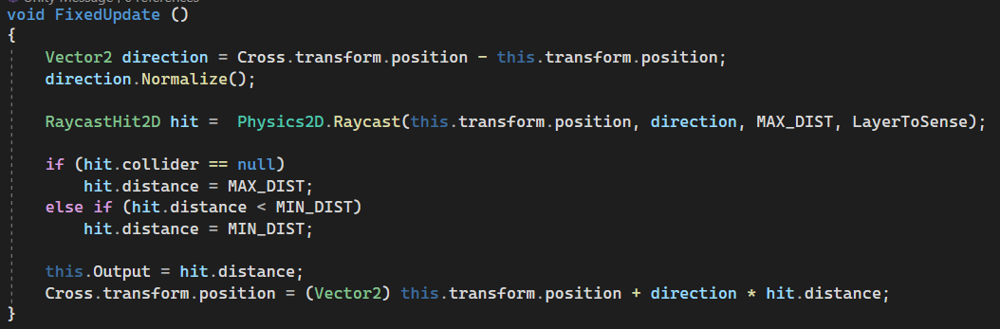 Unity Message | 0 references
void FixedUpdate ()
{
    Vector2 direction = Cross.transform.position - this.transform.position;
    direction.Normalize();
    RaycastHit2D hit =  Physics2D.Raycast(this.transform.position, direction, MAX_DIST, LayerToSense);
    if (hit.collider == null)
        hit.distance = MAX_DIST;
    else if (hit.distance < MIN_DIST)
        hit.distance = MIN_DIST;
    this.Output = hit.distance;
    Cross.transform.position = (Vector2) this.transform.position + direction * hit.distance;
}